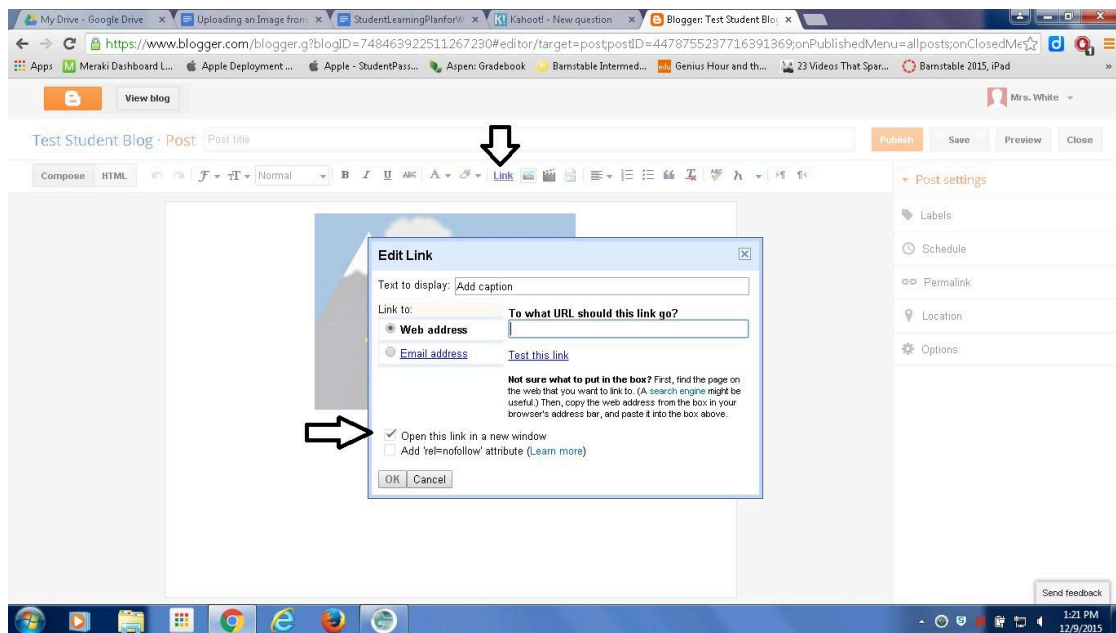 My Drive - Google Drive
Uploading an Image from
StudentLearningPlanforW
Kahoot! - New question
Blogger: Test Student Blog
https://www.blogger.com/blogger.g?blogID=748463922511267230#editor/target=post;postID=4478755237716391369;onPublishedMenu=allposts;onClosedMe
Apps
Meraki Dashboard L...
Apple Deployment ...
Apple - StudentPass...
Aspen: Gradebook
Barnstable Intermed...
Genius Hour and th...
23 Videos That Spar...
Barnstable 2015, iPad
View blog
Mrs. White
Test Student Blog · Post
Post title
Publish
Save
Preview
Close
Compose
HTML
Normal
B I U ABC A
Link
Post settings
Labels
Schedule
Permalink
Location
Options
Edit Link
Text to display: Add caption
Link to:
To what URL should this link go?
Web address
Email address
Test this link
Not sure what to put in the box? First, find the page on
the web that you want to link to. (A search engine might be
useful.) Then, copy the web address from the box in your
browser's address bar, and paste it into the box above.
Open this link in a new window
Add 'rel=nofollow' attribute (Learn more)
OK
Cancel
Send feedback
1:21 PM
12/9/2015